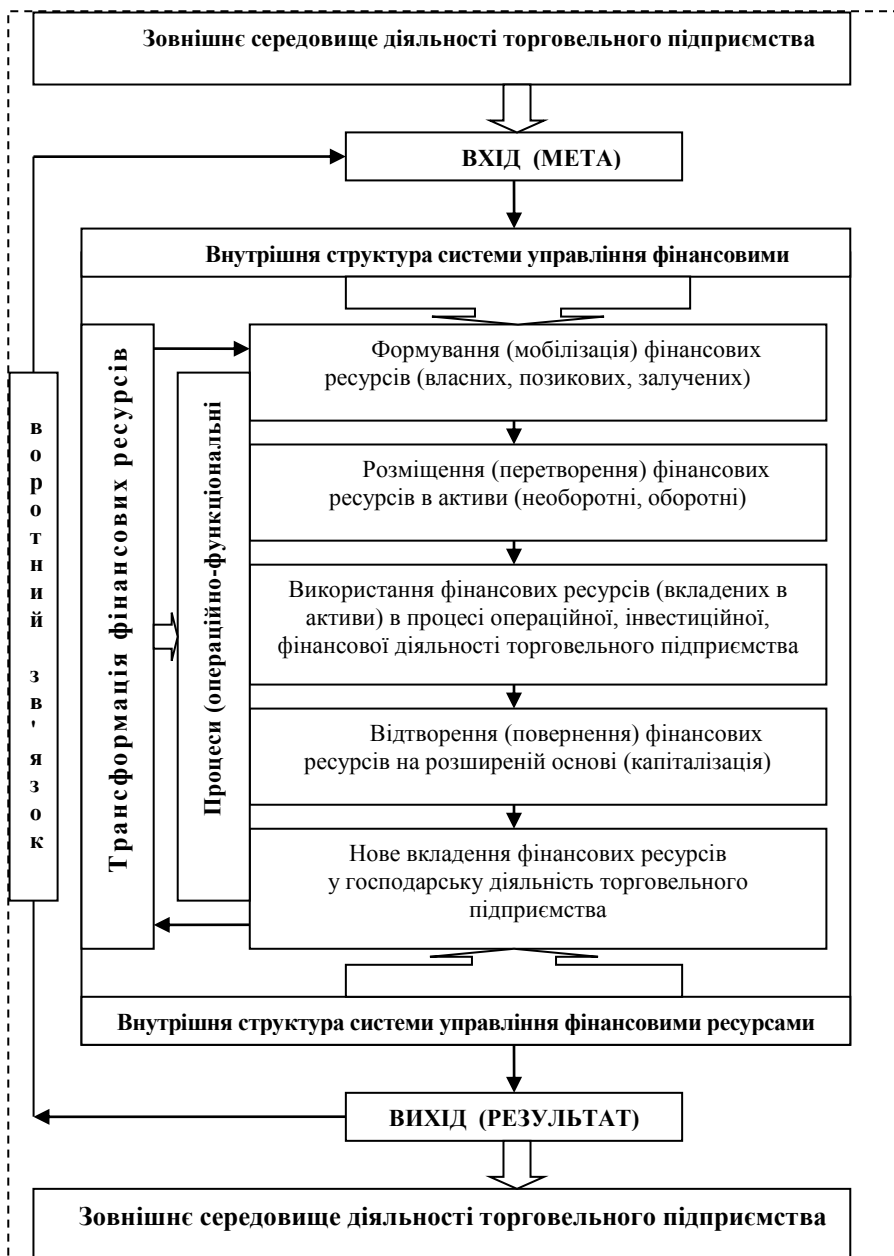 Зовнішнє середовище діяльності торговельного підприємства
ВХІД (МЕТА)
Внутрішня структура системи управління фінансовими
воротний зв'язок
Трансформація фінансових ресурсів
Процеси (операційно-функціональні
Формування (мобілізація) фінансових
ресурсів (власних, позикових, залучених)
Розміщення (перетворення) фінансових
ресурсів в активи (необоротні, оборотні)
Використання фінансових ресурсів (вкладених в
активи) в процесі операційної, інвестиційної,
фінансової діяльності торговельного підприємства
Відтворення (повернення) фінансових
ресурсів на розширеній основі (капіталізація)
Нове вкладення фінансових ресурсів
у господарську діяльність торговельного
підприємства
Внутрішня структура системи управління фінансовими ресурсами
ВИХІД (РЕЗУЛЬТАТ)
Зовнішнє середовище діяльності торговельного підприємства